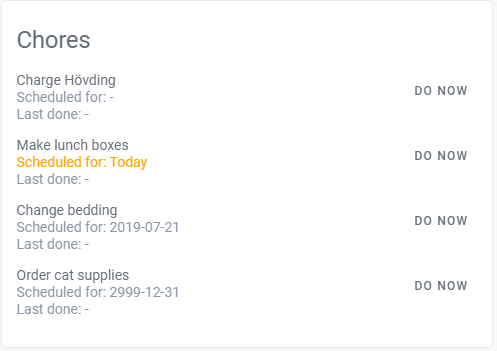 Chores
Charge Hövding
Scheduled for: -
Last done: -
DO NOW
Make lunch boxes
Scheduled for: Today
Last done: -
DO NOW
Change bedding
Scheduled for: 2019-07-21
Last done: -
DO NOW
Order cat supplies
Scheduled for: 2999-12-31
Last done: -
DO NOW